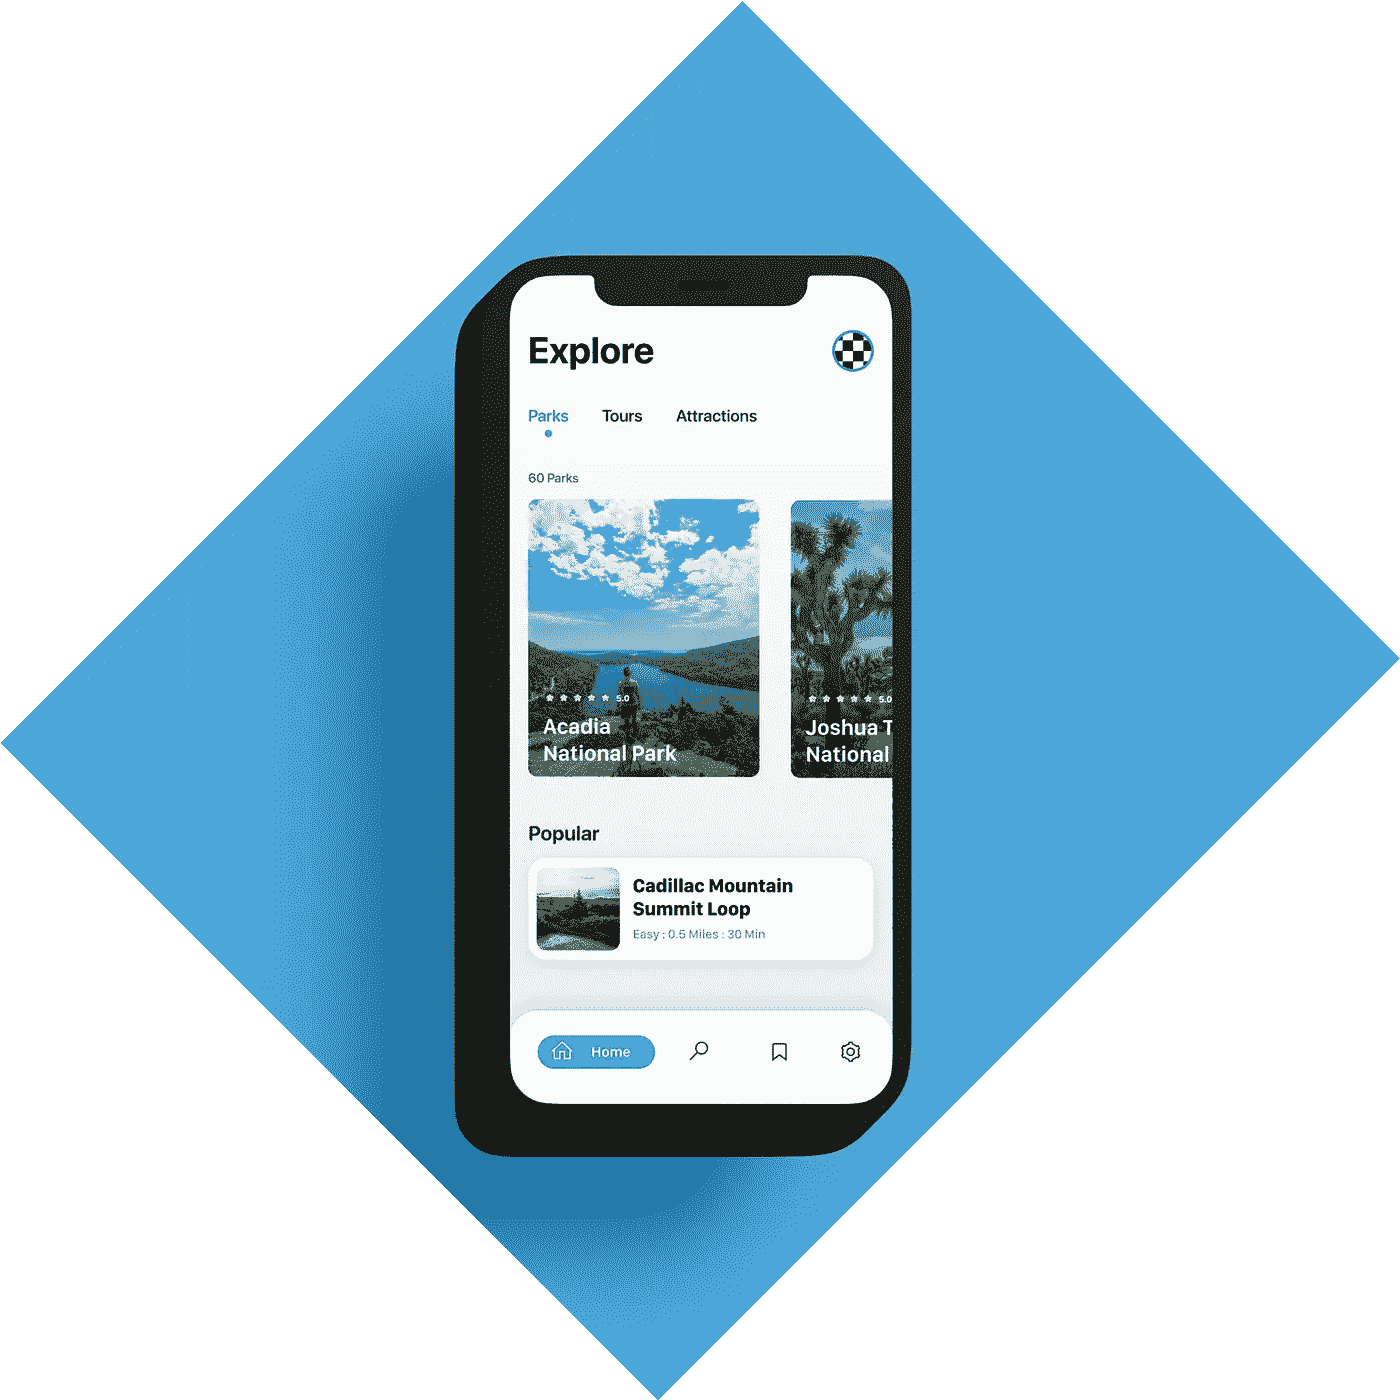 Explore
Parks Tours Attractions
60 Parks
5.0
Acadia
National Park
5.0
Joshua T
National
Popular
Cadillac Mountain
Summit Loop
Easy : 0.5 Miles : 30 Min
Home